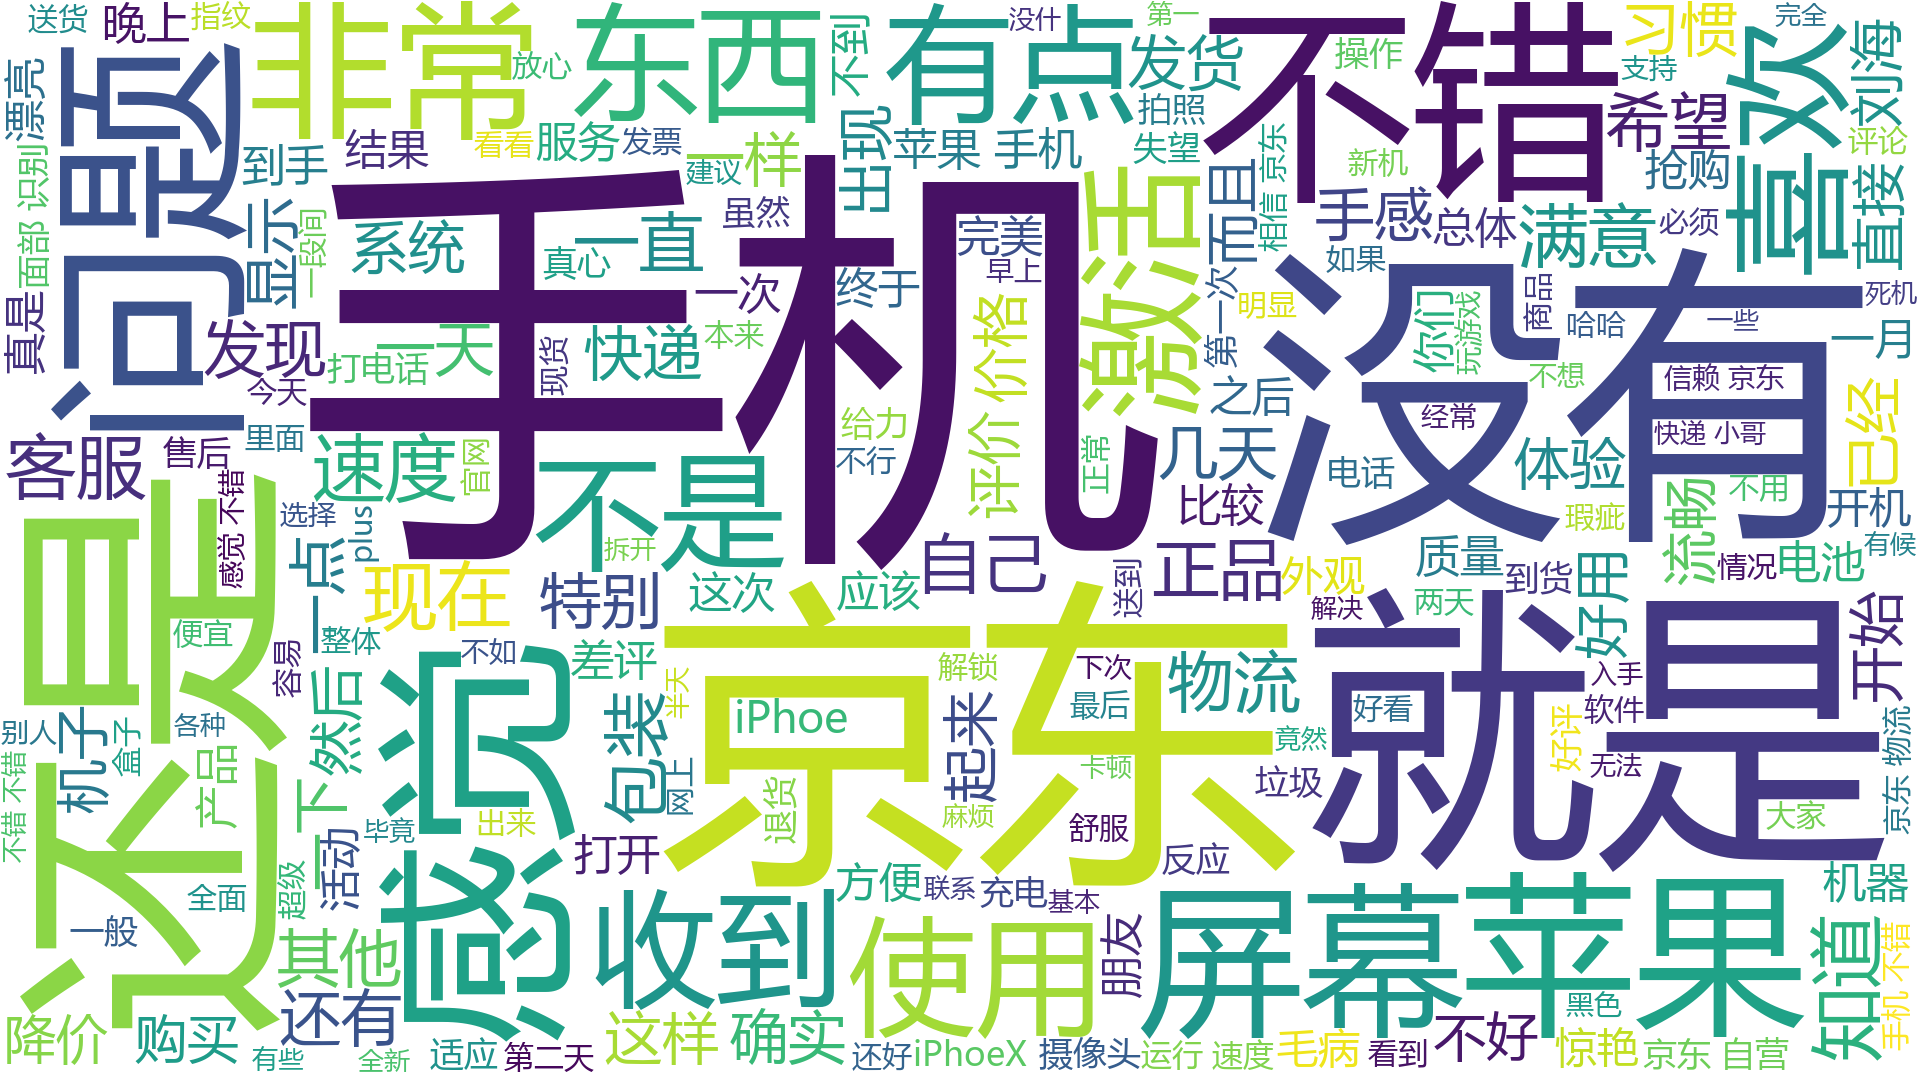 送货
晚上
指纹
非常
东西
不到
有点
没什
第一
不错
习惯
完全
喜欢
刘海
漂亮
问题
放心
发货
操作
支持
拍照
希望
评论
结果
看看
服务
发票
一样
建议
出现
苹果 手机
失望
相信 京东
新机
抢购
直接
面部 识别
到手
显示
一段间
手机
虽然
完美
早上
激活
而且
手感
总体
满意
必须
系统
真心
一直
一次
终于
第一次
明显
如果
没有
商品
死机
真是
发现
今天
打电话
一天
现货
快递
本来
价格
评价
之后
你们
玩游戏
哈哈
一些
一月
不想
信赖 京东
客服
售后
里面
速度
官网
不是
拆开
给力
不行
正常
几天
比较
电话
经常
快递 小哥
体验
已经
不用
瑕疵
流畅
开机
有候
还是
感觉 不错
选择
plus
一点
现在
特别
这次
应该
自己
送到
正品
外观
解决
质量
到货
两天
好用
情况
电池
开始
便宜
容易
整体
不如
差评
京东
解锁
下次
最后
物流
就是
入手
软件
好看
好评
无法
别人
机子
各种
盒子
产品
然后
一下
感觉
包装
半天
网上
iPhoe
起来
卡顿
竟然
垃圾
京东 物流
大家
不错 不错
毕竟
出来
打开
退货
麻烦
舒服
反应
活动
超级
全面
一般
收到
方便
联系
充电
基本
使用
朋友
屏幕
苹果
机器
知道
手机 不错
黑色
其他
还有
降价
购买
有些
全新
适应
第二天
这样
确实
还好
iPhoeX
摄像头
运行 速度
毛病
看到
不好
惊艳
京东 自营